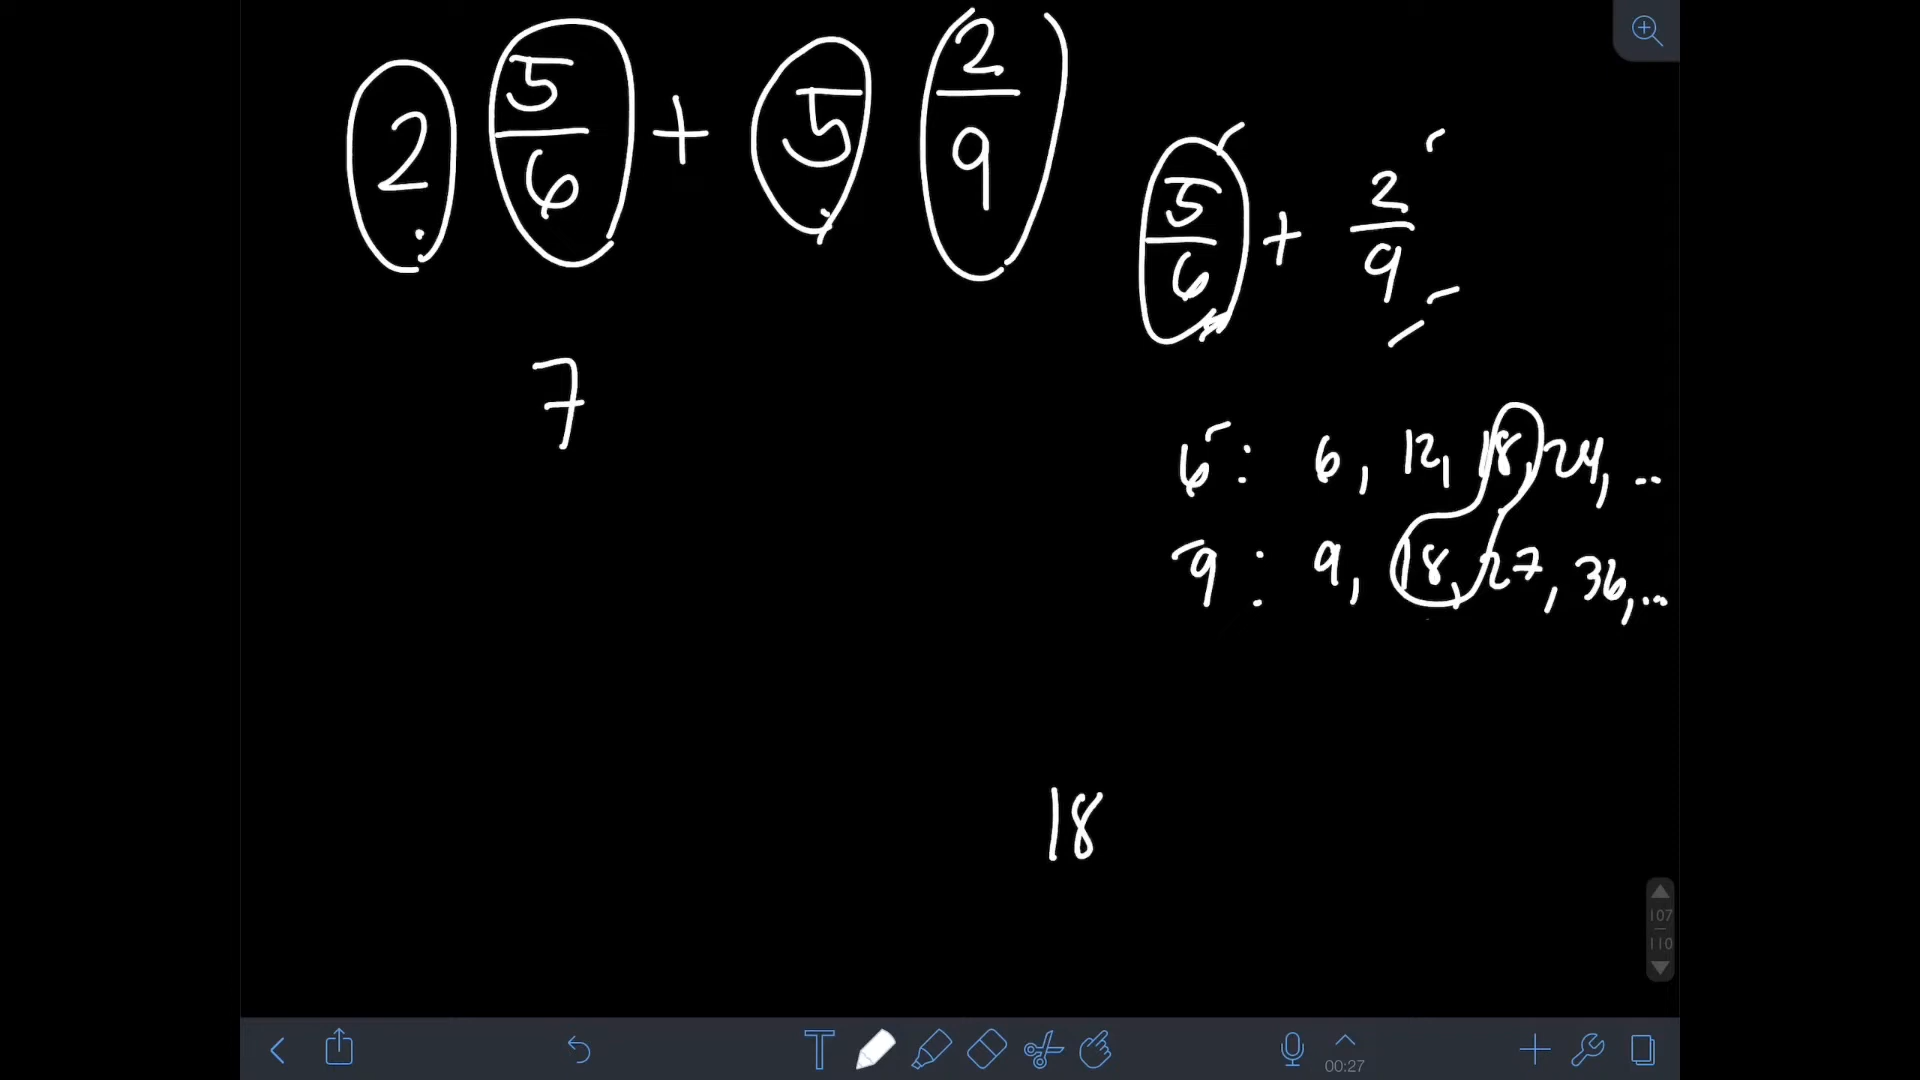 2 5/6 + 5 2/9
5/6 + 2/9
7
6: 6, 12, 18, 24, ...
9: 9, 18, 27, 36, ...
18
107
110
T
00:27